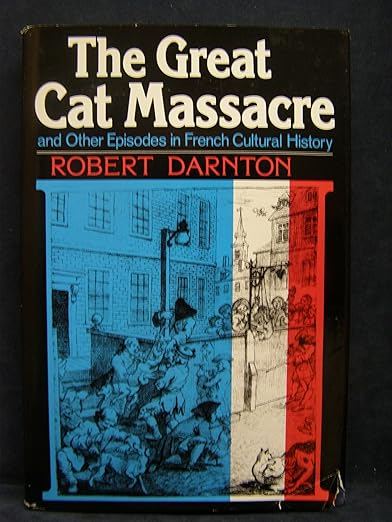 The Great
Cat Massacre
and Other Episodes in French Cultural History
ROBERT DARNTON